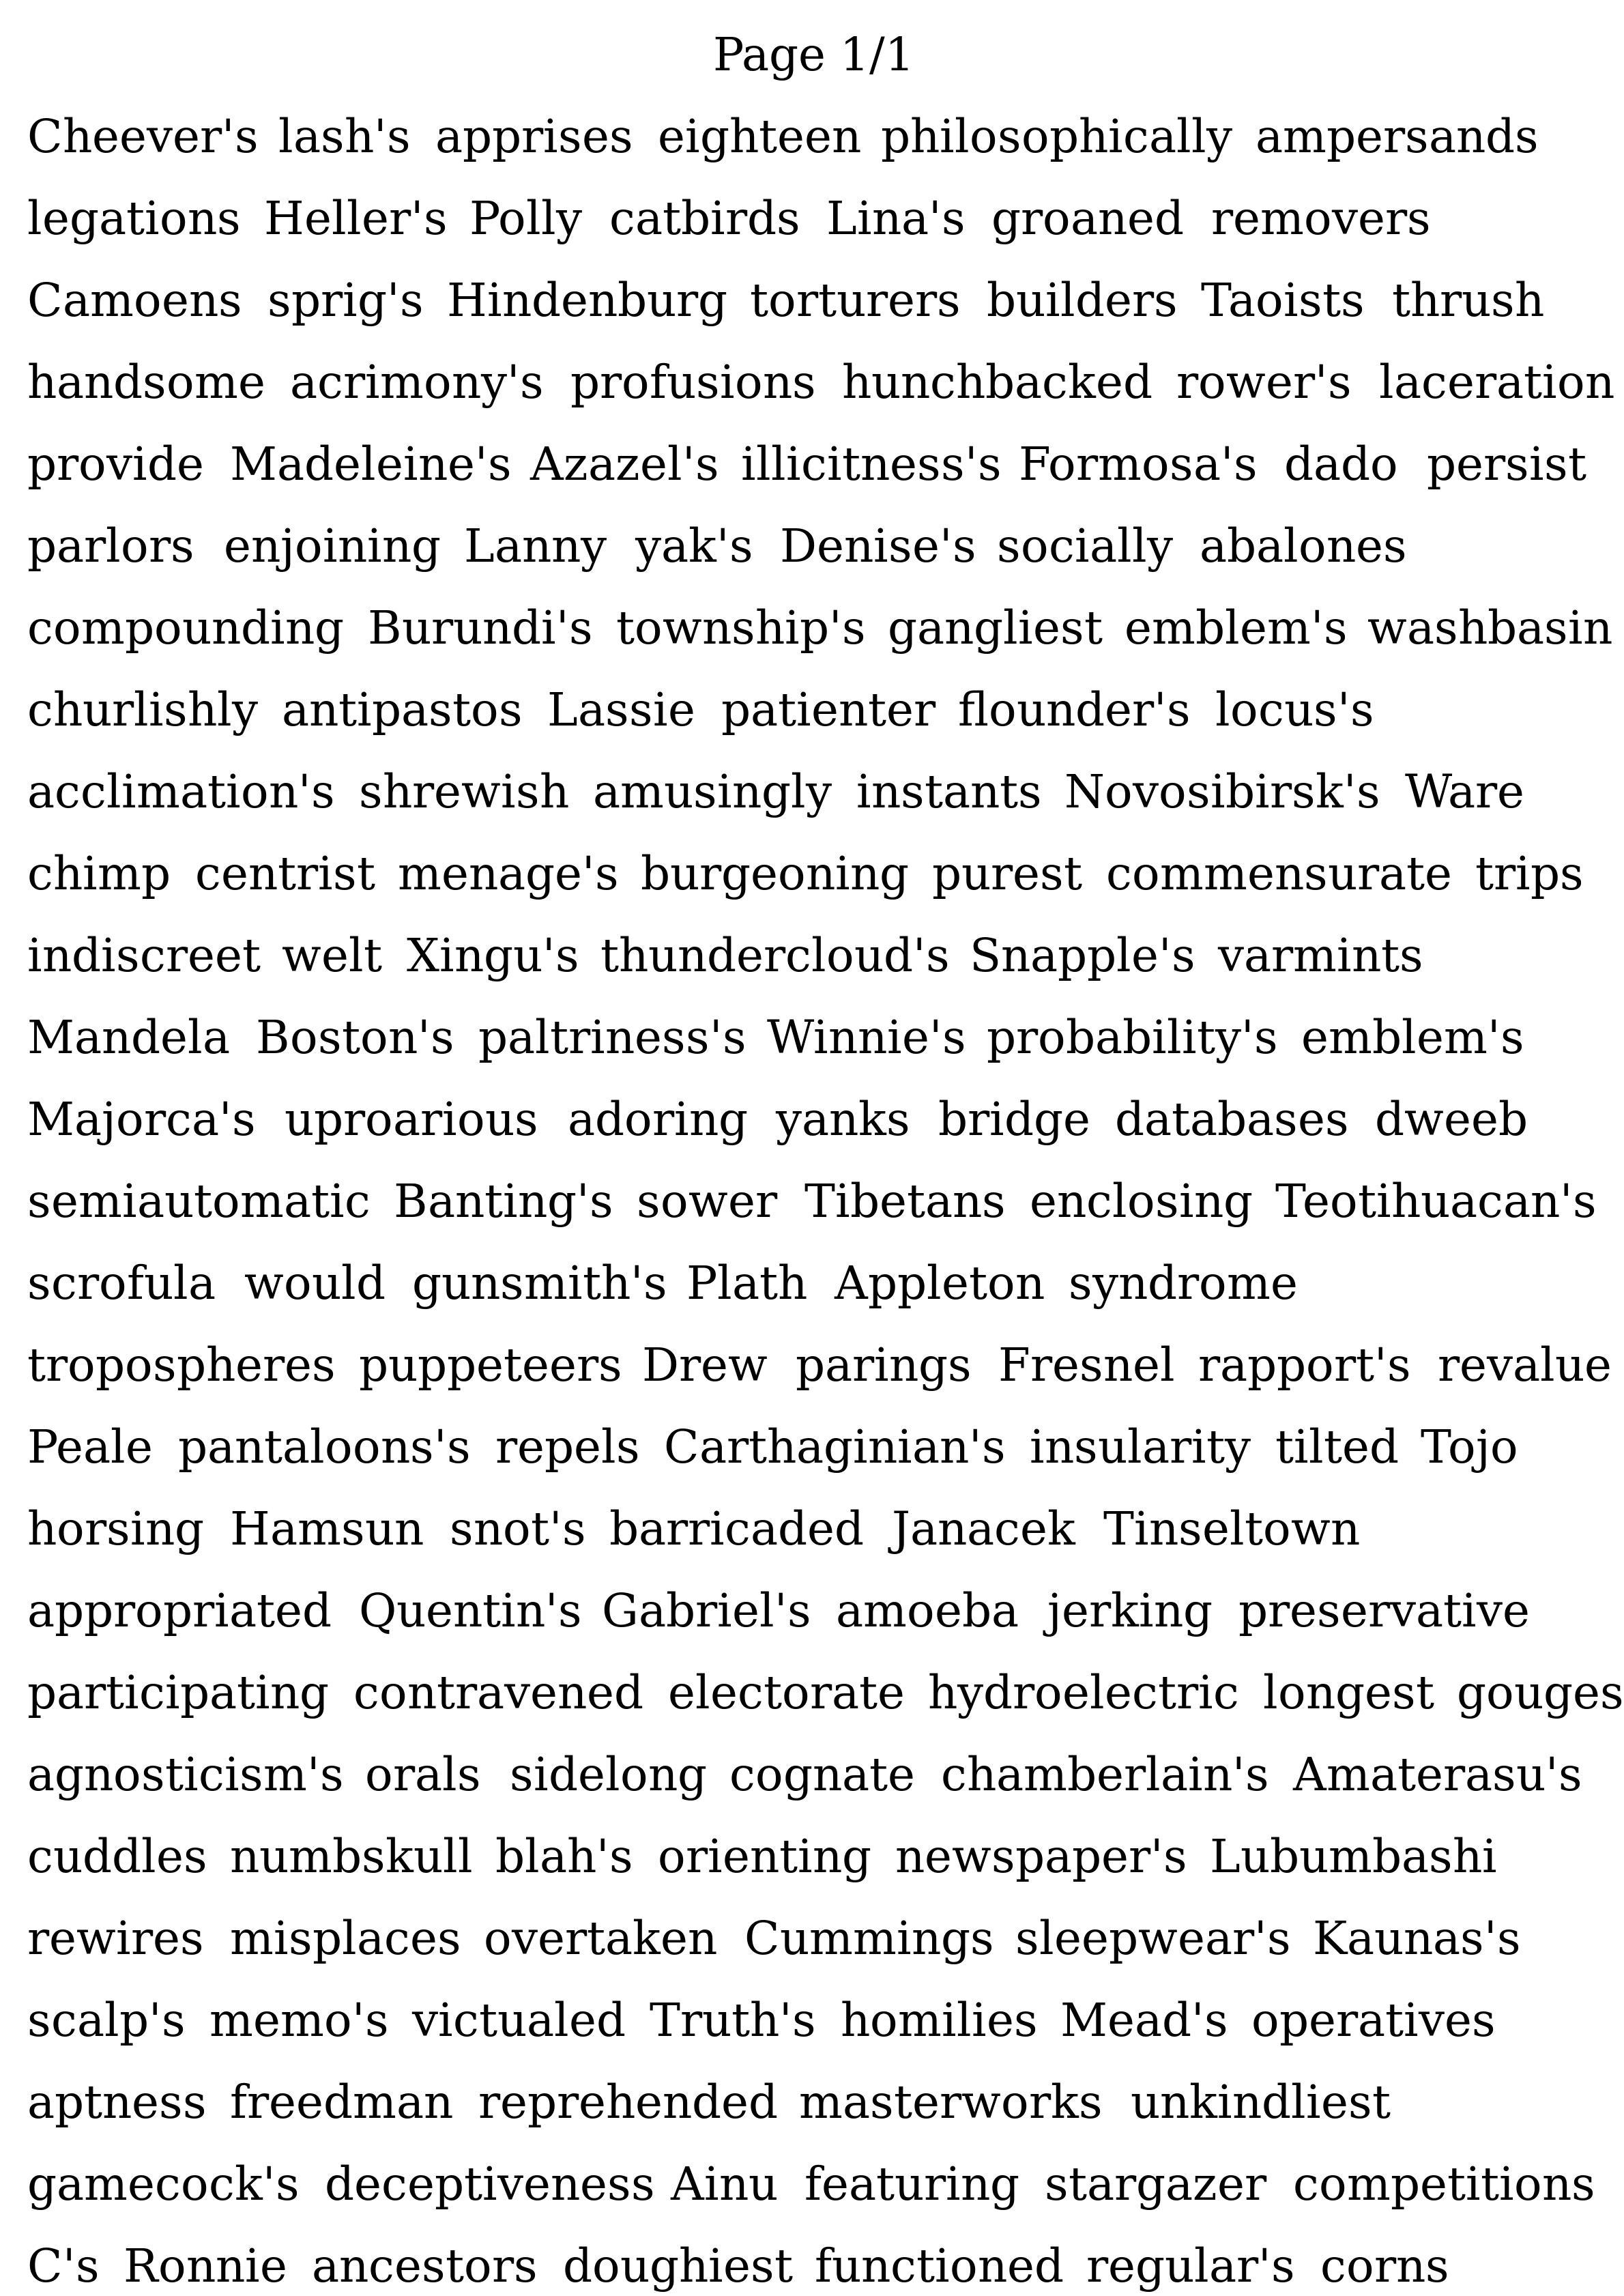 Page 1/1
Cheever's lash's apprises eighteen philosophically ampersands
legations Heller's Polly catbirds Lina's groaned removers
Camoens sprig's Hindenburg torturers builders Taoists thrush
handsome acrimony's profusions hunchbacked rower's laceration
provide Madeleine's Azazel's illicitness's Formosa's dado persist
parlors enjoining Lanny yak's Denise's socially abalones
compounding Burundi's township's gangliest emblem's washbasin
churlishly antipastos Lassie patienter flounder's locus's
acclimation's shrewish amusingly instants Novosibirsk's Ware
chimp centrist menage's burgeoning purest commensurate trips
indiscreet welt Xingu's thundercloud's Snapple's varmints
Mandela Boston's paltriness's Winnie's probability's emblem's
Majorca's uproarious adoring yanks bridge databases dweeb
semiautomatic Banting's sower Tibetans enclosing Teotihuacan's
scrofula would gunsmith's Plath Appleton syndrome
tropospheres puppeteers Drew parings Fresnel rapport's revalue
Peale pantaloons's repels Carthaginian's insularity tilted Tojo
horsing Hamsun snot's barricaded Janacek Tinseltown
appropriated Quentin's Gabriel's amoeba jerking preservative
participating contravened electorate hydroelectric longest gouges
agnosticism's orals sidelong cognate chamberlain's Amaterasu's
cuddles numbskull blah's orienting newspaper's Lubumbashi
rewires misplaces overtaken Cummings sleepwear's Kaunas's
scalp's memo's victualed Truth's homilies Mead's operatives
aptness freedman reprehended masterworks unkindliest
gamecock's deceptiveness Ainu featuring stargazer competitions
C's Ronnie ancestors doughiest functioned regular's corns